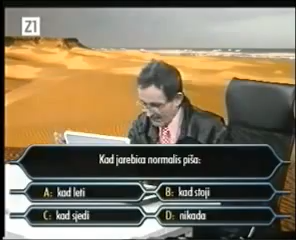 Z1
Kad jarebica normalis piša:
A: kad leti
B: kad stoji
C: kad sjedi
D: nikada